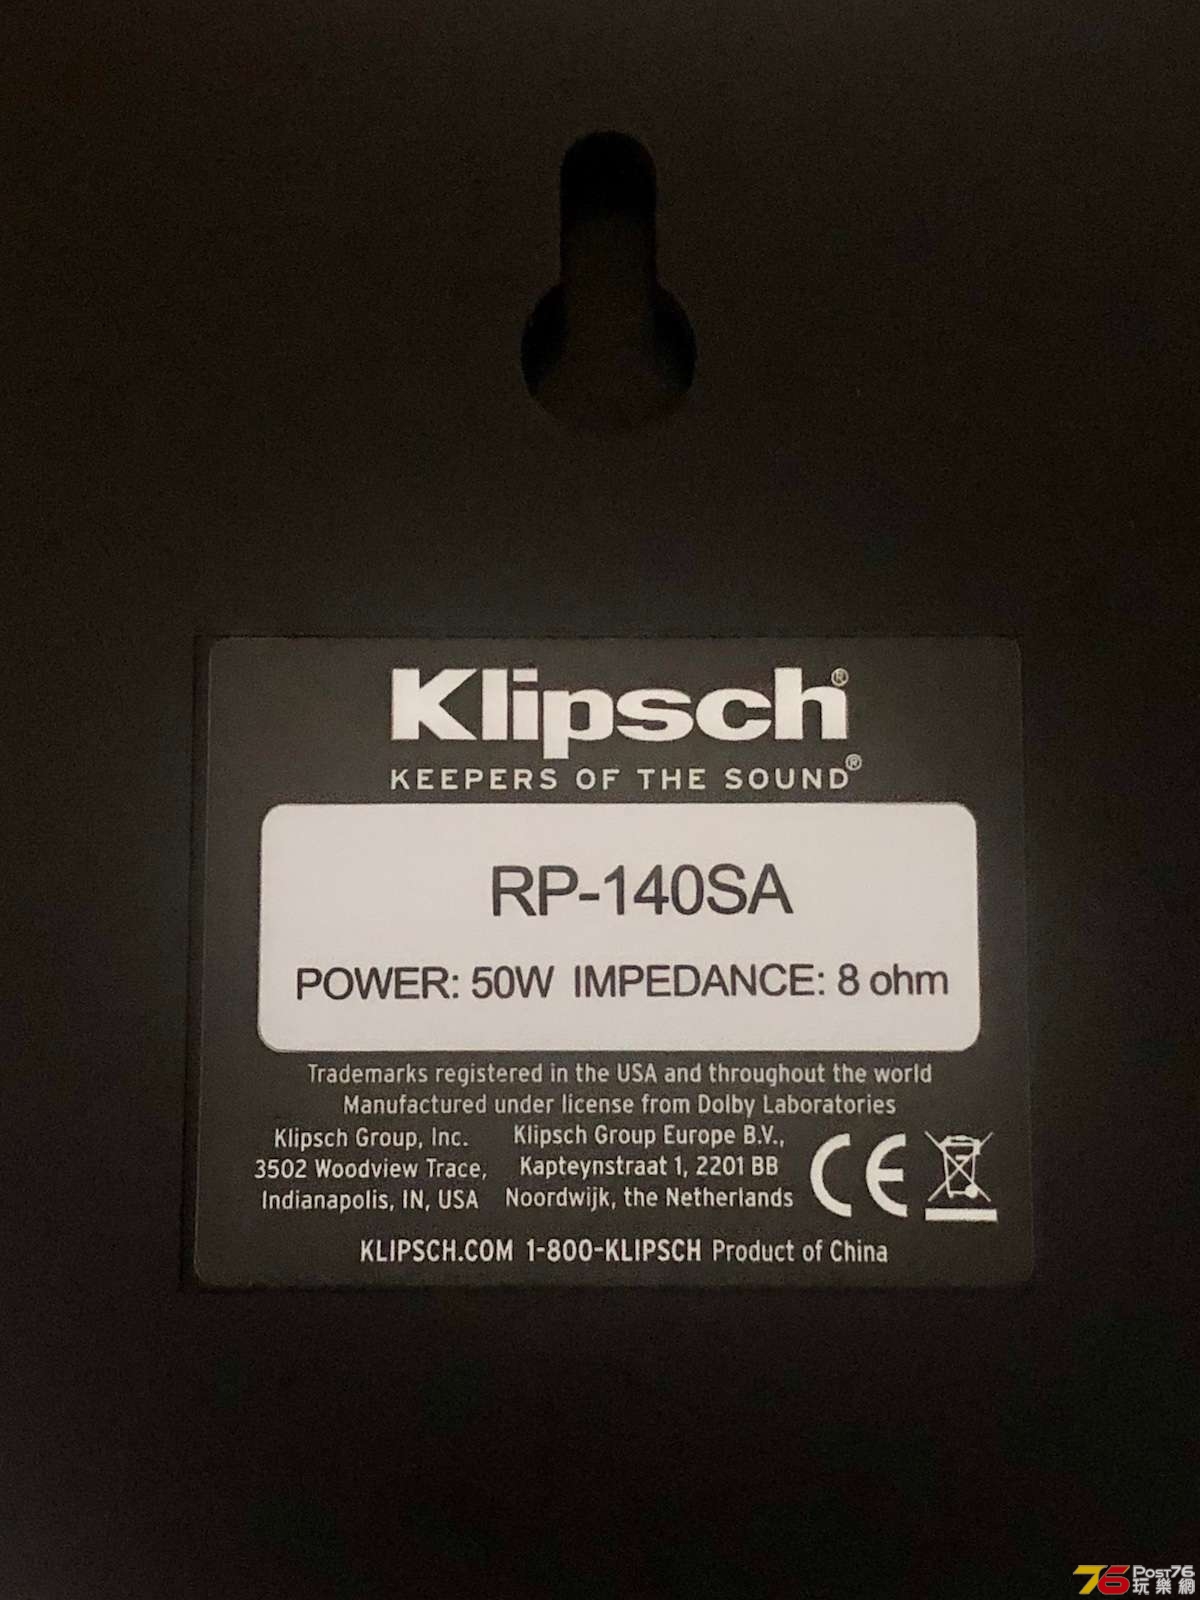 Klipsch®
KEEPERS OF THE SOUND®
RP-140SA
POWER: 50W IMPEDANCE: 8 ohm
Trademarks registered in the USA and throughout the world
Manufactured under license from Dolby Laboratories
Klipsch Group, Inc.
3502 Woodview Trace,
Indianapolis, IN, USA
Klipsch Group Europe B.V.,
Kapteynstraat 1, 2201 BB
Noordwijk, the Netherlands
CE
KLIPSCH.COM 1-800-KLIPSCH Product of China
76 Post76
玩樂網